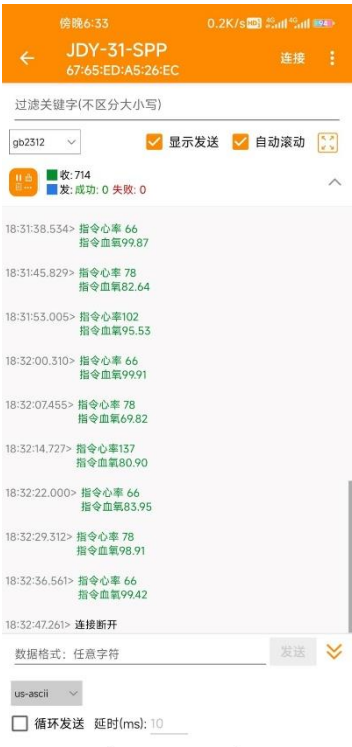 傍晚6:33
0.2K/s HD 4G 4G 94
JDY-31-SPP
67:65:ED:A5:26:EC
连接
过滤关键字(不区分大小写)
gb2312
显示发送
自动滚动
收: 714
发: 成功: 0 失败: 0
18:31:38.534> 指令心率 66
指令血氧99.87
18:31:45.829> 指令心率 78
指令血氧82.64
18:31:53.005> 指令心率102
指令血氧95.53
18:32:00.310> 指令心率 66
指令血氧99.91
18:32:07.455> 指令心率 78
指令血氧69.82
18:32:14.727> 指令心率137
指令血氧80.90
18:32:22.000> 指令心率 66
指令血氧83.95
18:32:29.312> 指令心率 78
指令血氧98.91
18:32:36.561> 指令心率 66
指令血氧99.42
18:32:47.261> 连接断开
数据格式: 任意字符
发送
us-ascii
循环发送 延时(ms): 10